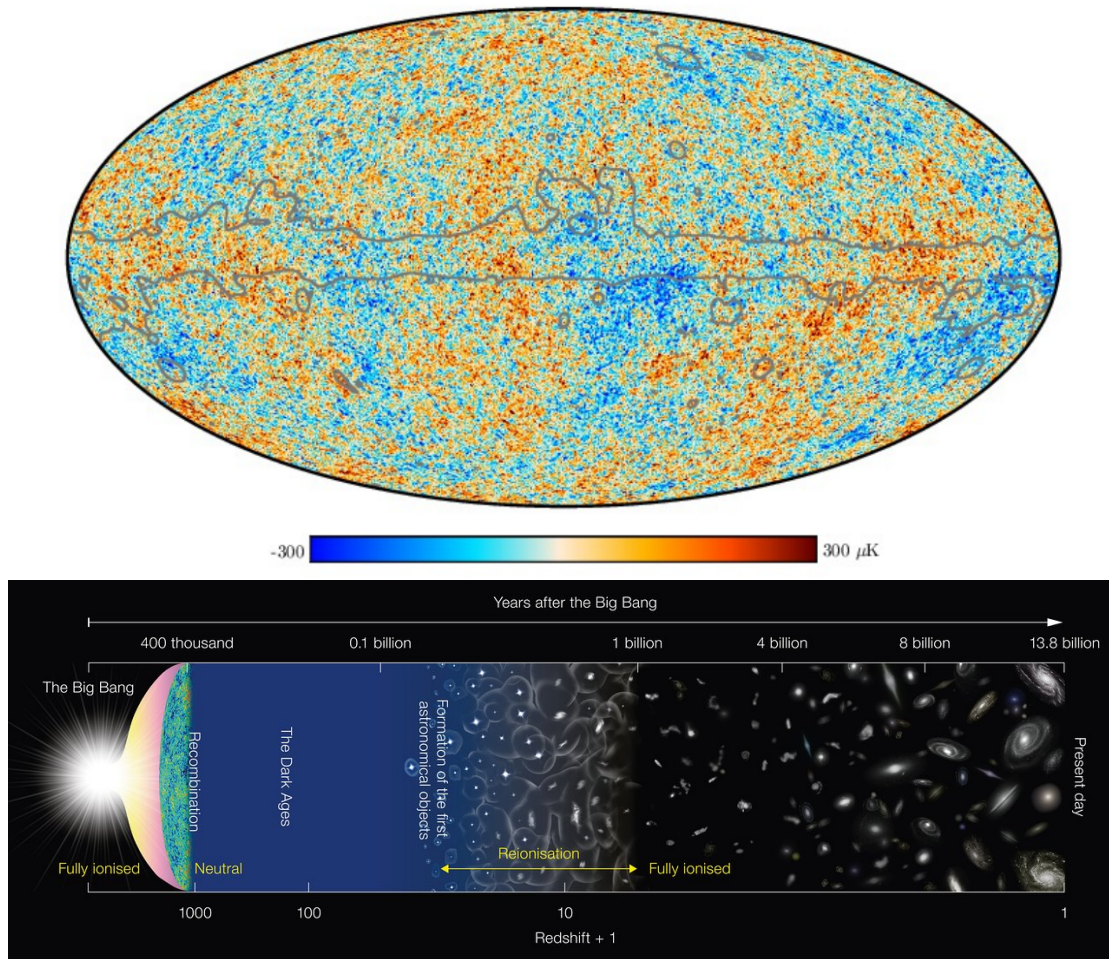 -300
300 μK
Years after the Big Bang
400 thousand
0.1 billion
1 billion
4 billion
8 billion
13.8 billion
The Big Bang
Recombination
The Dark Ages
Formation of the first
astronomical objects
Present day
Fully ionised
Neutral
Reionisation
Fully ionised
1000
100
10
1
Redshift + 1